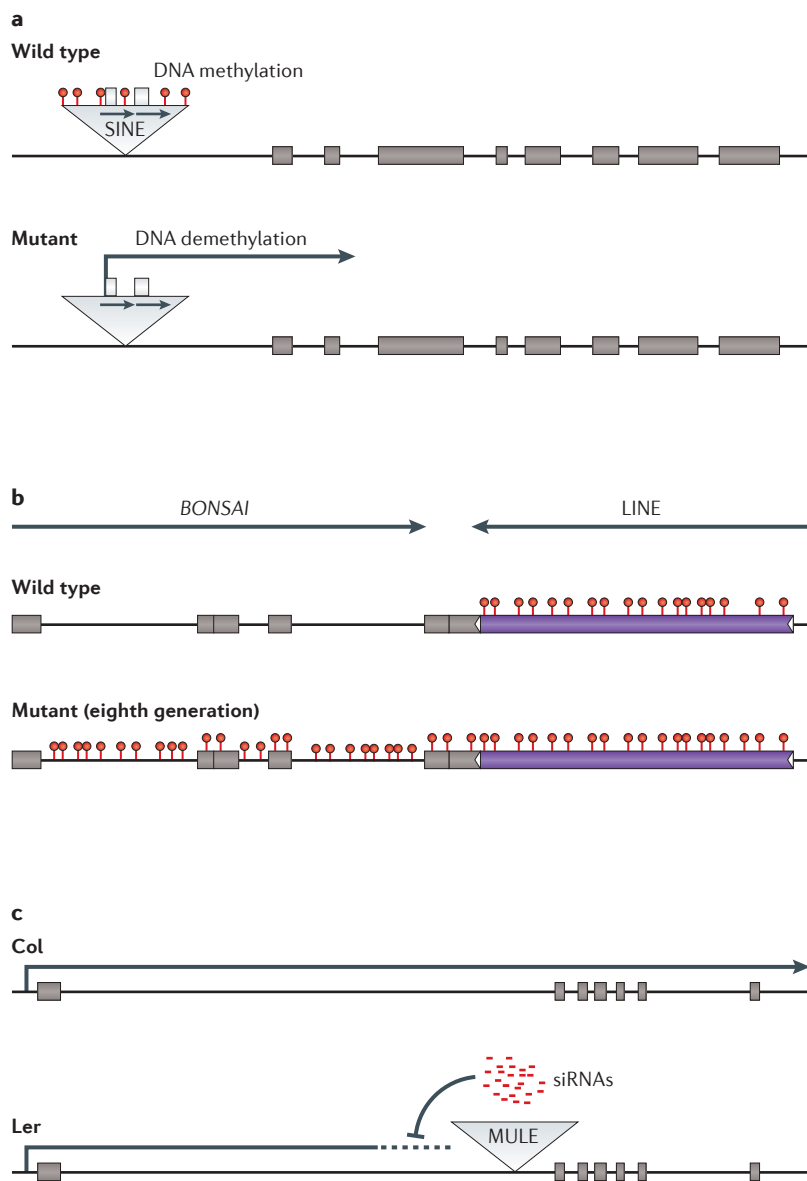 a
Wild type
DNA methylation
SINE
Mutant
DNA demethylation
b
BONSAI
LINE
Wild type
Mutant (eighth generation)
c
Col
siRNAs
Ler
MULE